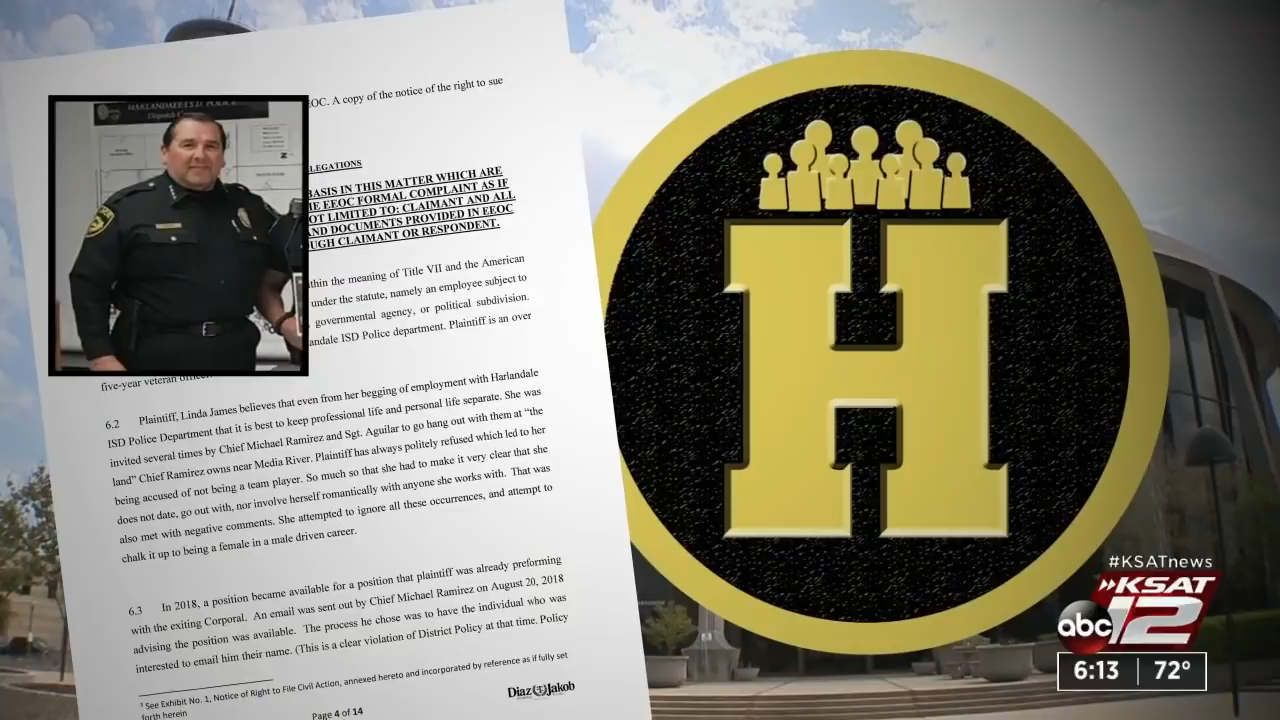 HARLANDALE I.S.D. POLICE
Dispatch
EOC. A copy of the notice of the right to sue
LEGATIONS
BASIS IN THIS MATTER WHICH ARE
HE EEOC FORMAL COMPLAINT AS IF
OT LIMITED TO: CLAIMANT AND ALL
AND DOCUMENTS PROVIDED IN EEOC
UGH CLAIMANT OR RESPONDENT.
ithin the meaning of Title VII and the American
under the statute, namely an employee subject to
, governmental agency, or political subdivision.
andale ISD Police department. Plaintiff is an over
five-year veteran officer
6.2 Plaintiff, Linda James believes that even from her begging of employment with Harlandale
ISD Police Department that it is best to keep professional life and personal life separate. She was
invited several times by Chief Michael Ramirez and Sgt. Aguilar to go hang out with them at “the
land” Chief Ramirez owns near Media River. Plaintiff has always politely refused which led to her
being accused of not being a team player. So much so that she had to make it very clear that she
does not date, go out with, nor involve herself romantically with anyone she works with. That was
also met with negative comments. She attempted to ignore all these occurrences, and attempt to
chalk it up to being a female in a male driven career.
6.3 In 2018, a position became available for a position that plaintiff was already preforming
with the exiting Corporal. An email was sent out by Chief Michael Ramirez on August 20, 2018
advising the position was available. The process he chose was to have the individual who was
interested to email him their name. (This is a clear violation of District Policy at that time. Policy
3 See Exhibit No. 1, Notice of Right to File Civil Action, annexed hereto and incorporated by reference as if fully set
forth herein
Page 4 of 14
Diaz Jakob
H
#KSATnews
KSAT
abc 12
6:13 72°